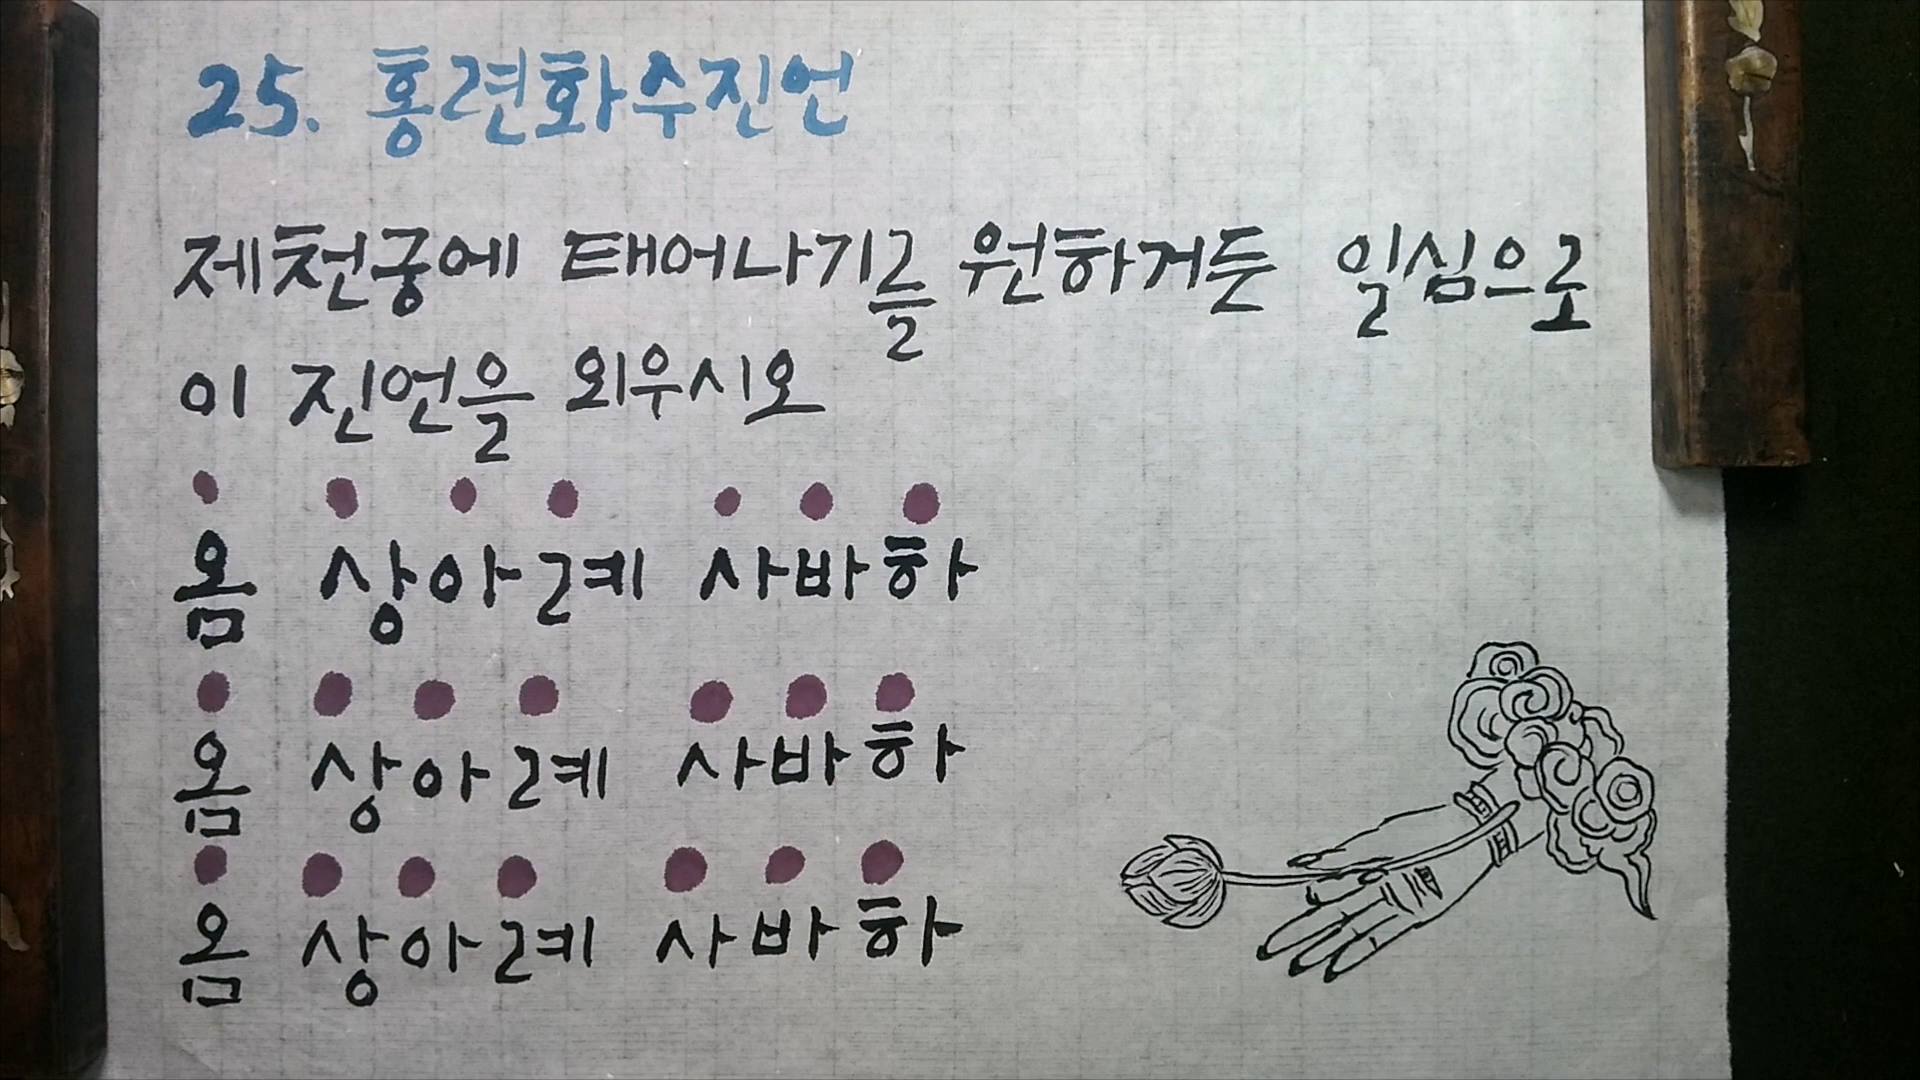 25. 홍련화수진언
제천궁에 태어나기를 원하거든 일심으로
이 진언을 외우시오
옴 상아례 사바하
옴 상아례 사바하
옴 상아례 사바하